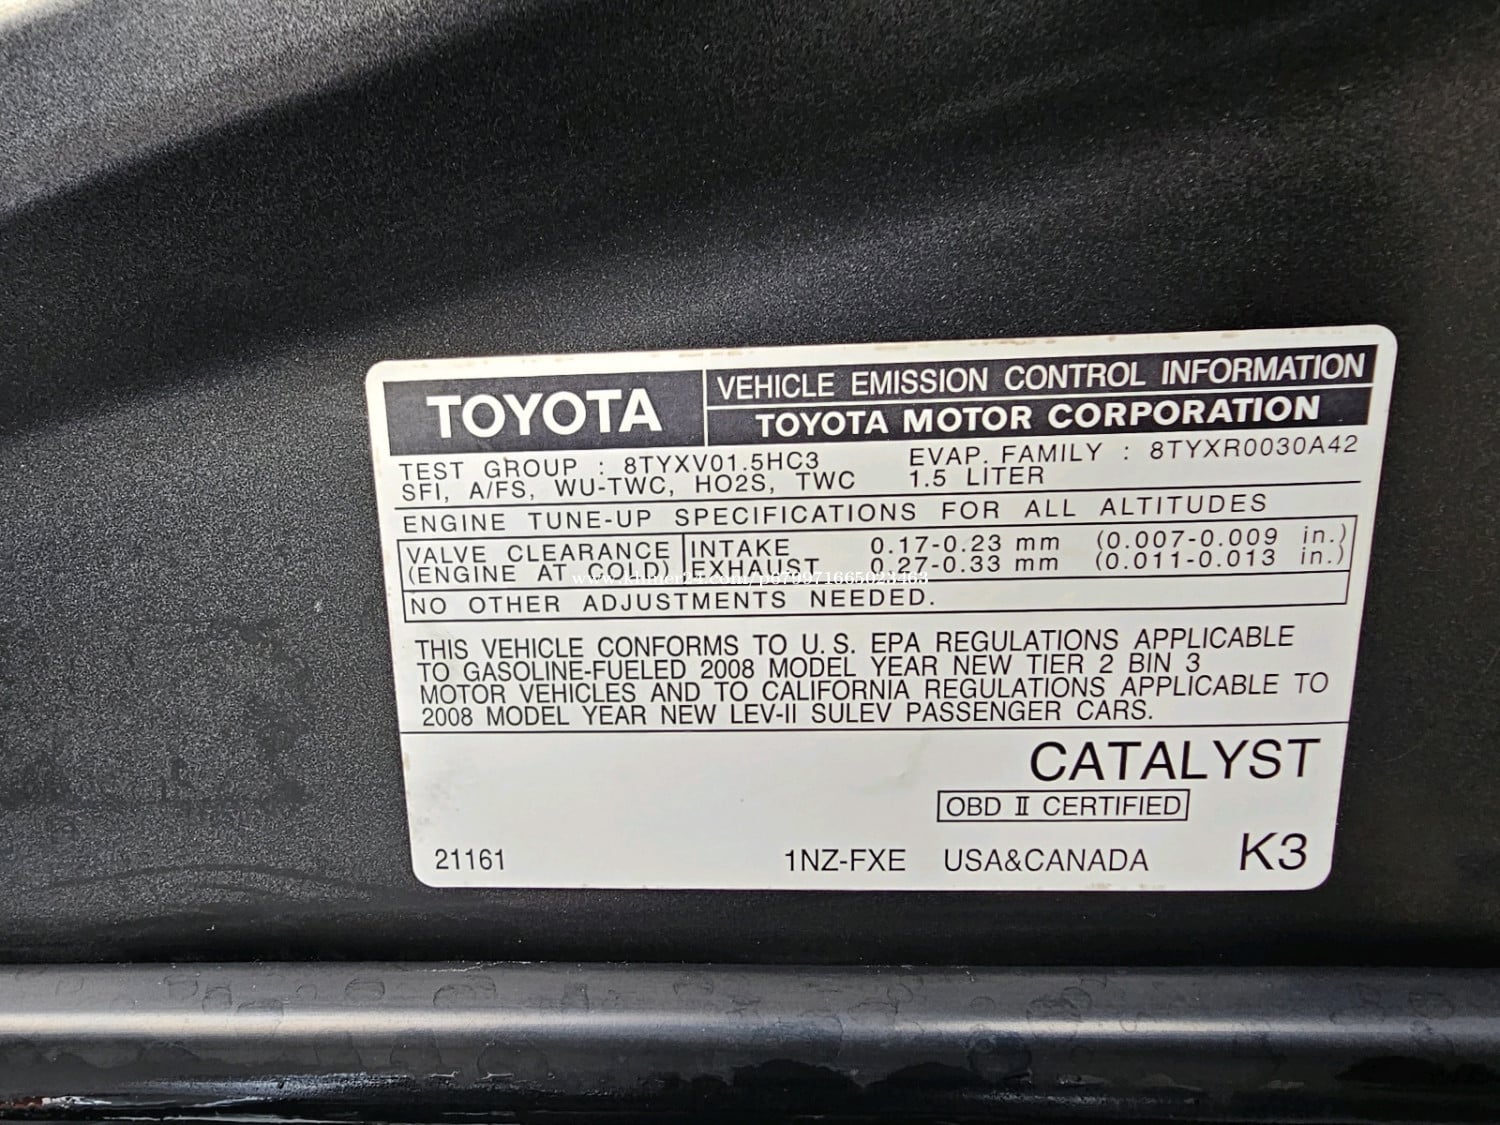 TOYOTA
VEHICLE EMISSION CONTROL INFORMATION
TOYOTA MOTOR CORPORATION
TEST GROUP : 8TYXV01.5HC3 EVAP. FAMILY : 8TYXR0030A42
SFI, A/FS, WU-TWC, HO2S, TWC 1.5 LITER
ENGINE TUNE-UP SPECIFICATIONS FOR ALL ALTITUDES
VALVE CLEARANCE INTAKE 0.17-0.23 mm (0.007-0.009 in.)
(ENGINE AT COLD) EXHAUST 0.27-0.33 mm (0.011-0.013 in.)
www.khmer24.com/p679971665023463
NO OTHER ADJUSTMENTS NEEDED.
THIS VEHICLE CONFORMS TO U.S. EPA REGULATIONS APPLICABLE
TO GASOLINE-FUELED 2008 MODEL YEAR NEW TIER 2 BIN 3
MOTOR VEHICLES AND TO CALIFORNIA REGULATIONS APPLICABLE TO
2008 MODEL YEAR NEW LEV-II SULEV PASSENGER CARS.
CATALYST
OBD II CERTIFIED
21161 1NZ-FXE USA&CANADA K3